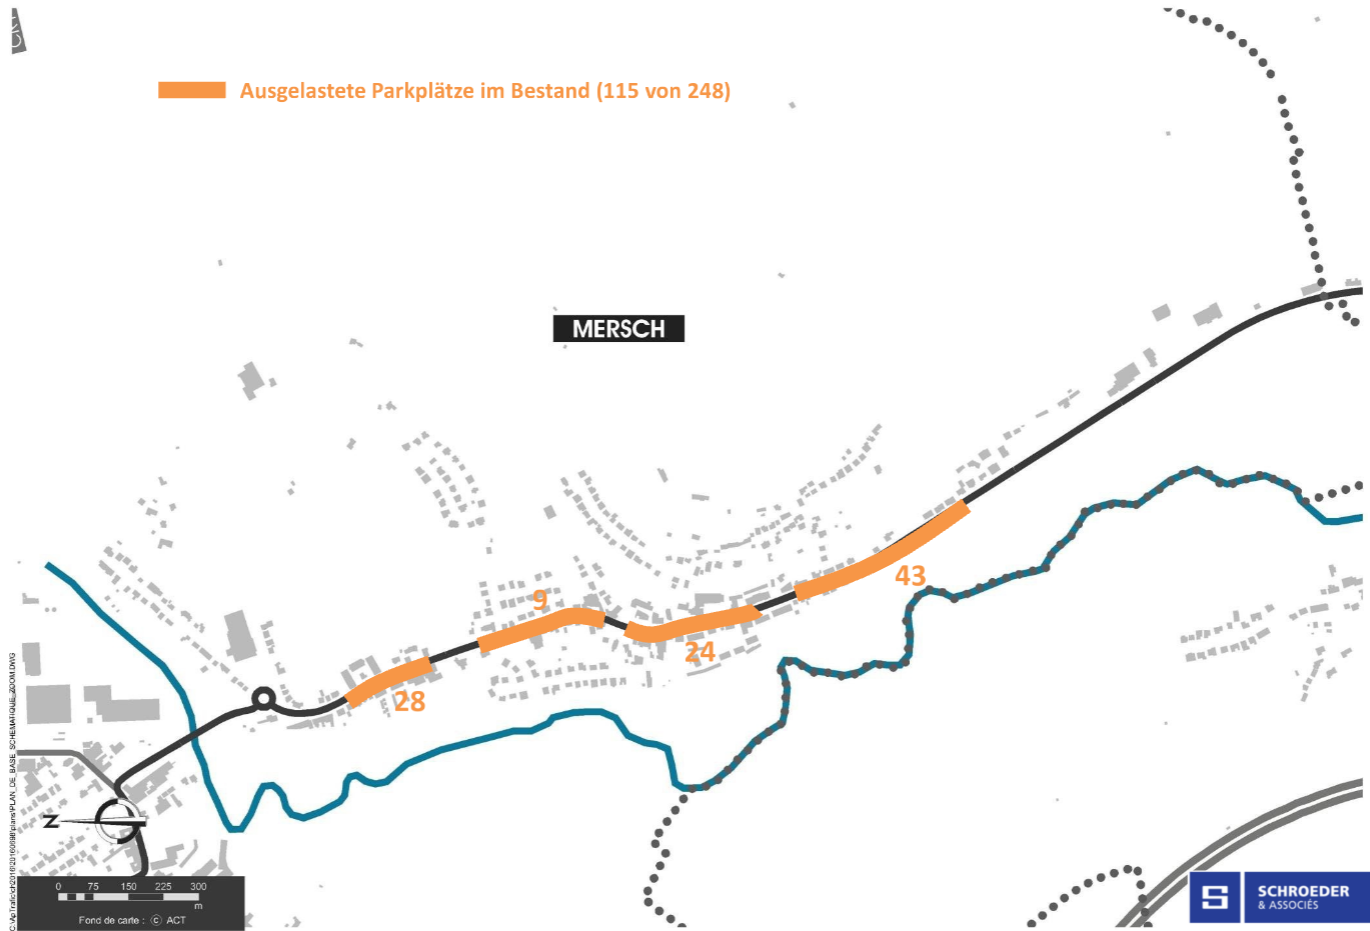 Ausgelastete Parkplätze im Bestand (115 von 248)
MERSCH
9
43
24
28
Z
0 75 150 225 300
m
Fond de carte : © ACT
S SCHROEDER
& ASSOCIÉS